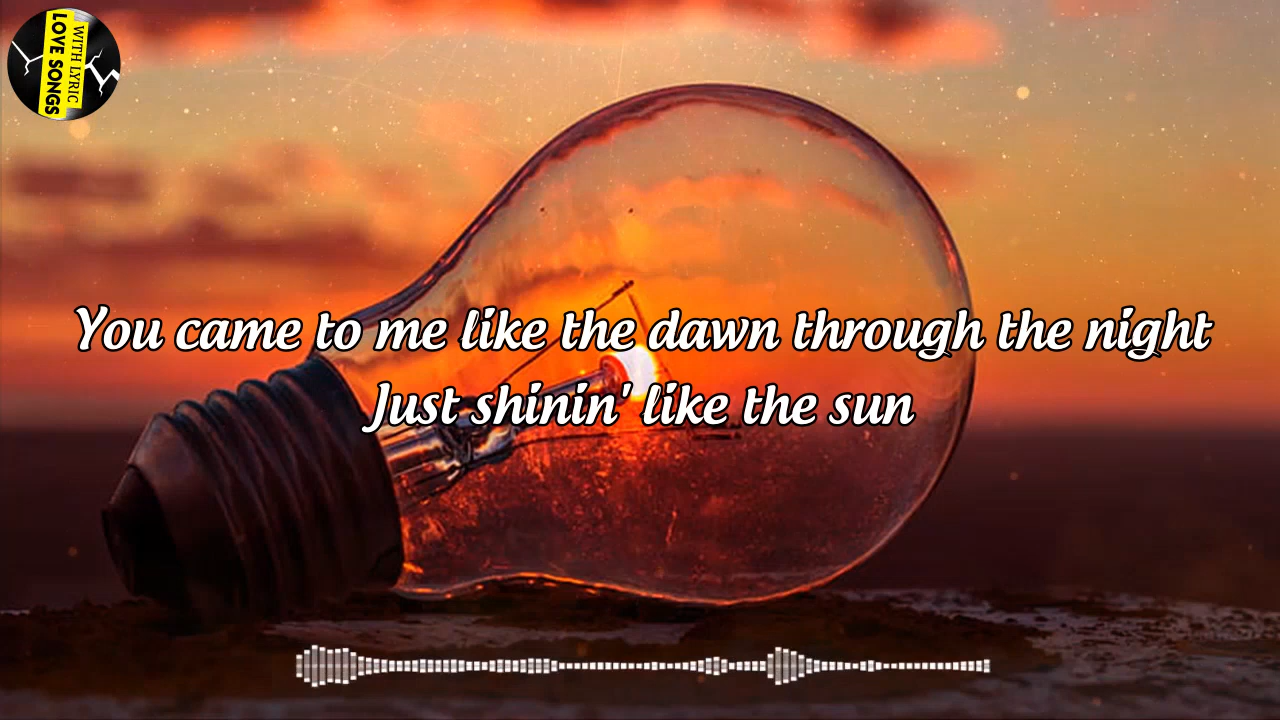 WITH LYRIC
LOVE SONGS
You came to me like the dawn through the night
Just shinin' like the sun